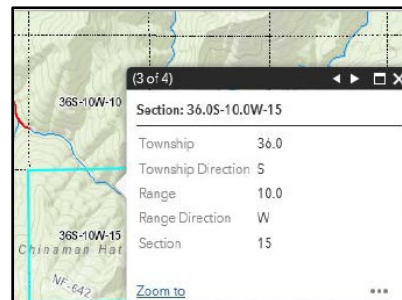 36S-10W-10
36S-10W-15
Chinaman Hat
NF-642
(3 of 4)
Section: 36.0S-10.0W-15
Township 36.0
Township Direction S
Range 10.0
Range Direction W
Section 15
Zoom to